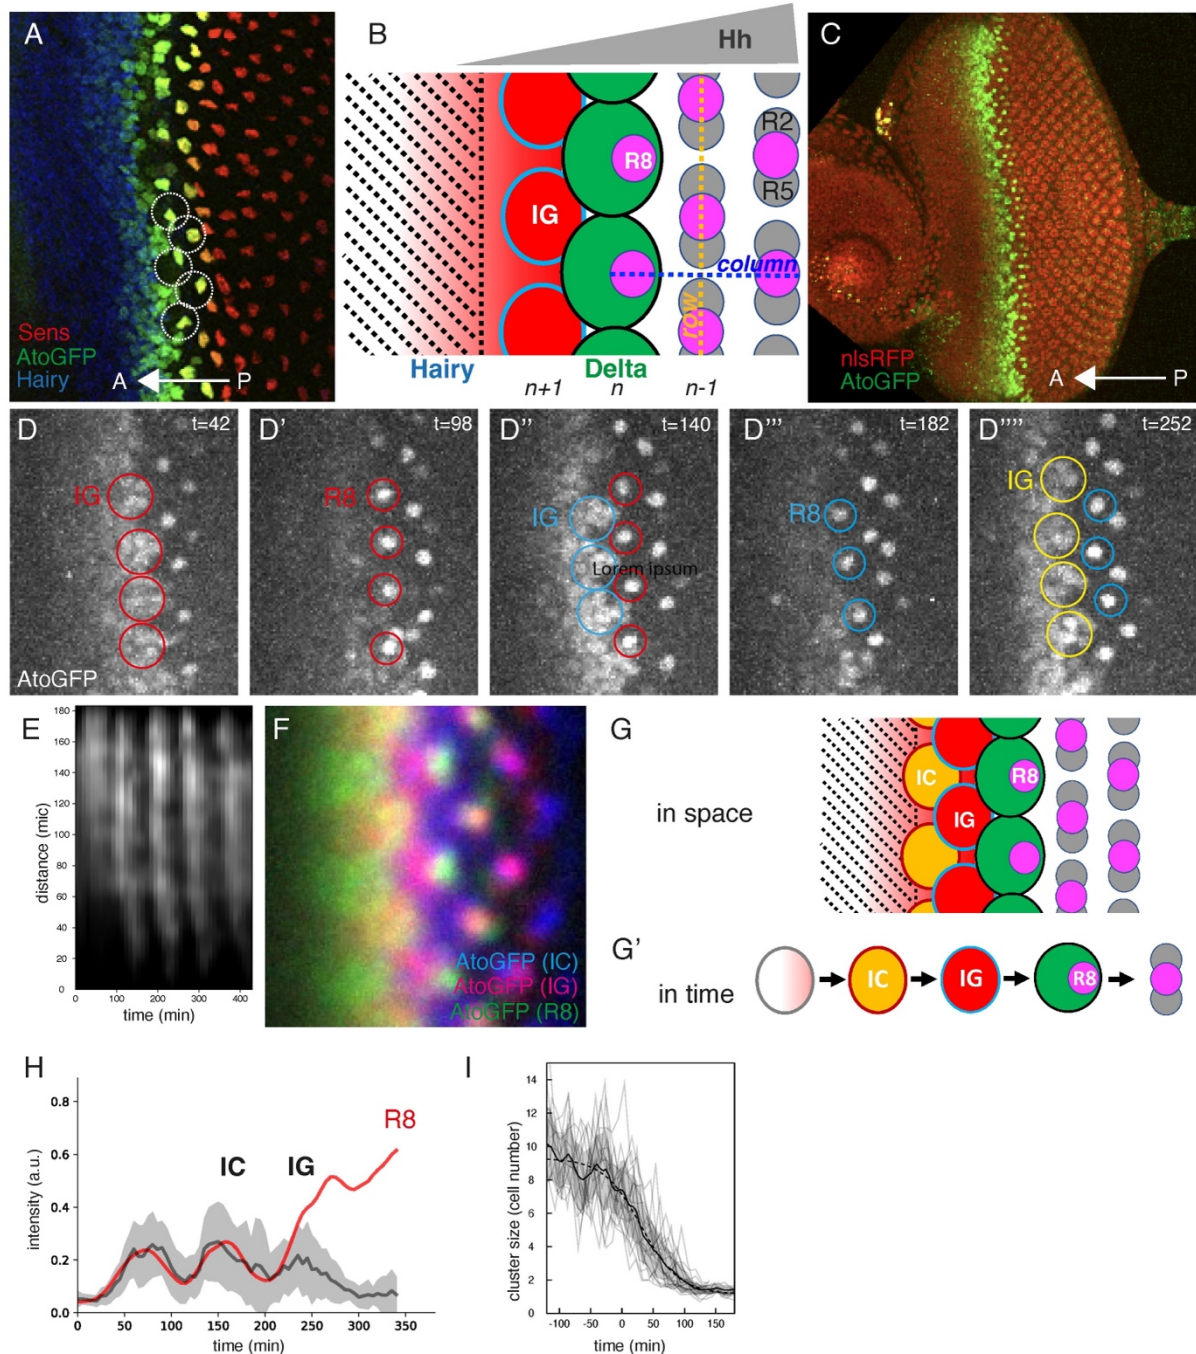 A
Sens
AtoGFP
Hairy
A
P
B
Hh
R8
IG
R2
R5
column
row
Hairy
Delta
n+1
n
n-1
C
nlsRFP
AtoGFP
A
P
D
t=42
IG
AtoGFP
D'
t=98
R8
D''
t=140
IG
Lorem ipsum
D'''
t=182
R8
D''''
t=252
IG
E
distance (mic)
180
160
140
120
100
80
60
40
20
0
0 100 200 300 400
time (min)
F
AtoGFP (IC)
AtoGFP (IG)
AtoGFP (R8)
G
in space
IC
IG
R8
G'
in time
IC
IG
R8
H
intensity (a.u.)
0.8
0.6
0.4
0.2
0.0
IC
IG
R8
0 50 100 150 200 250 300 350
time (min)
I
cluster size (cell number)
14
12
10
8
6
4
2
0
-100 -50 0 50 100 150
time (min)